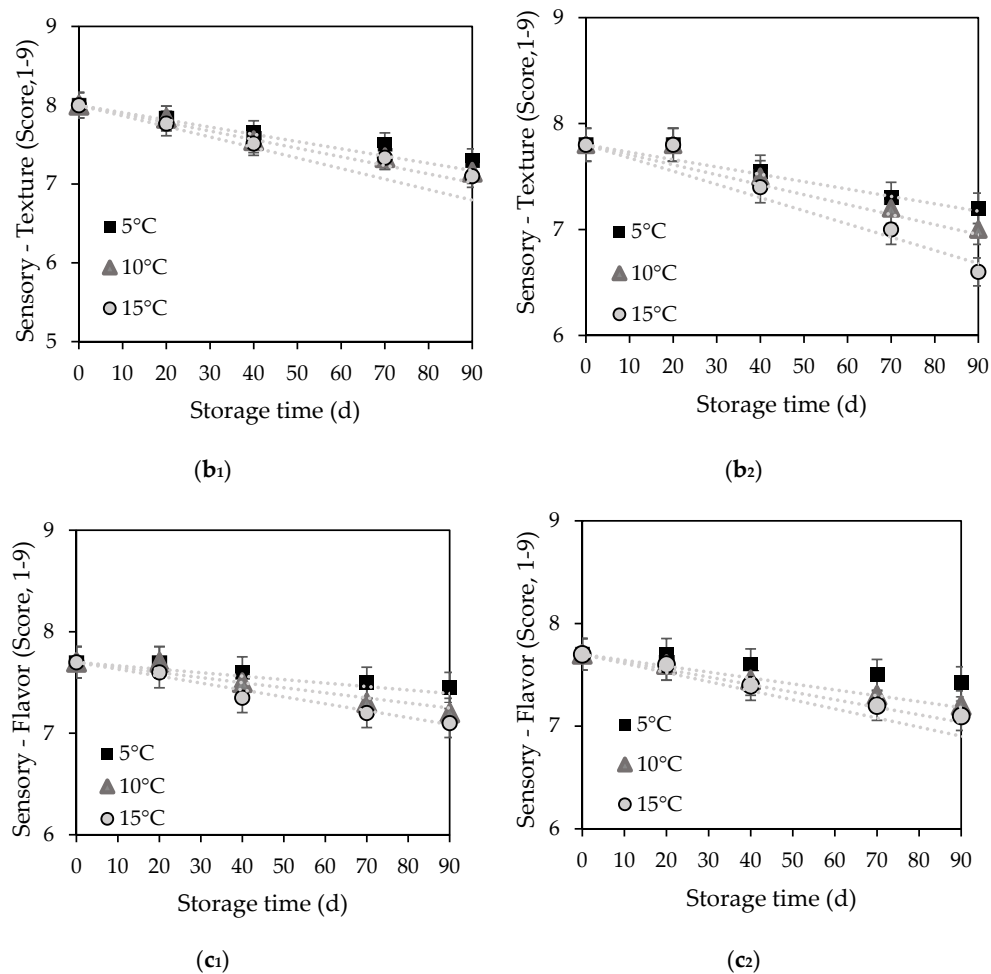 9
8
7
6
5
Sensory - Texture (Score,1-9)
5°C
10°C
15°C
0 10 20 30 40 50 60 70 80 90
Storage time (d)
(b1)
9
8
7
6
Sensory - Texture (Score,1-9)
5°C
10°C
15°C
0 10 20 30 40 50 60 70 80 90
Storage time (d)
(b2)
9
8
7
6
Sensory - Flavor (Score, 1-9)
5°C
10°C
15°C
0 10 20 30 40 50 60 70 80 90
Storage time (d)
(c1)
9
8
7
6
Sensory - Flavor (Score, 1-9)
5°C
10°C
15°C
0 10 20 30 40 50 60 70 80 90
Storage time (d)
(c2)